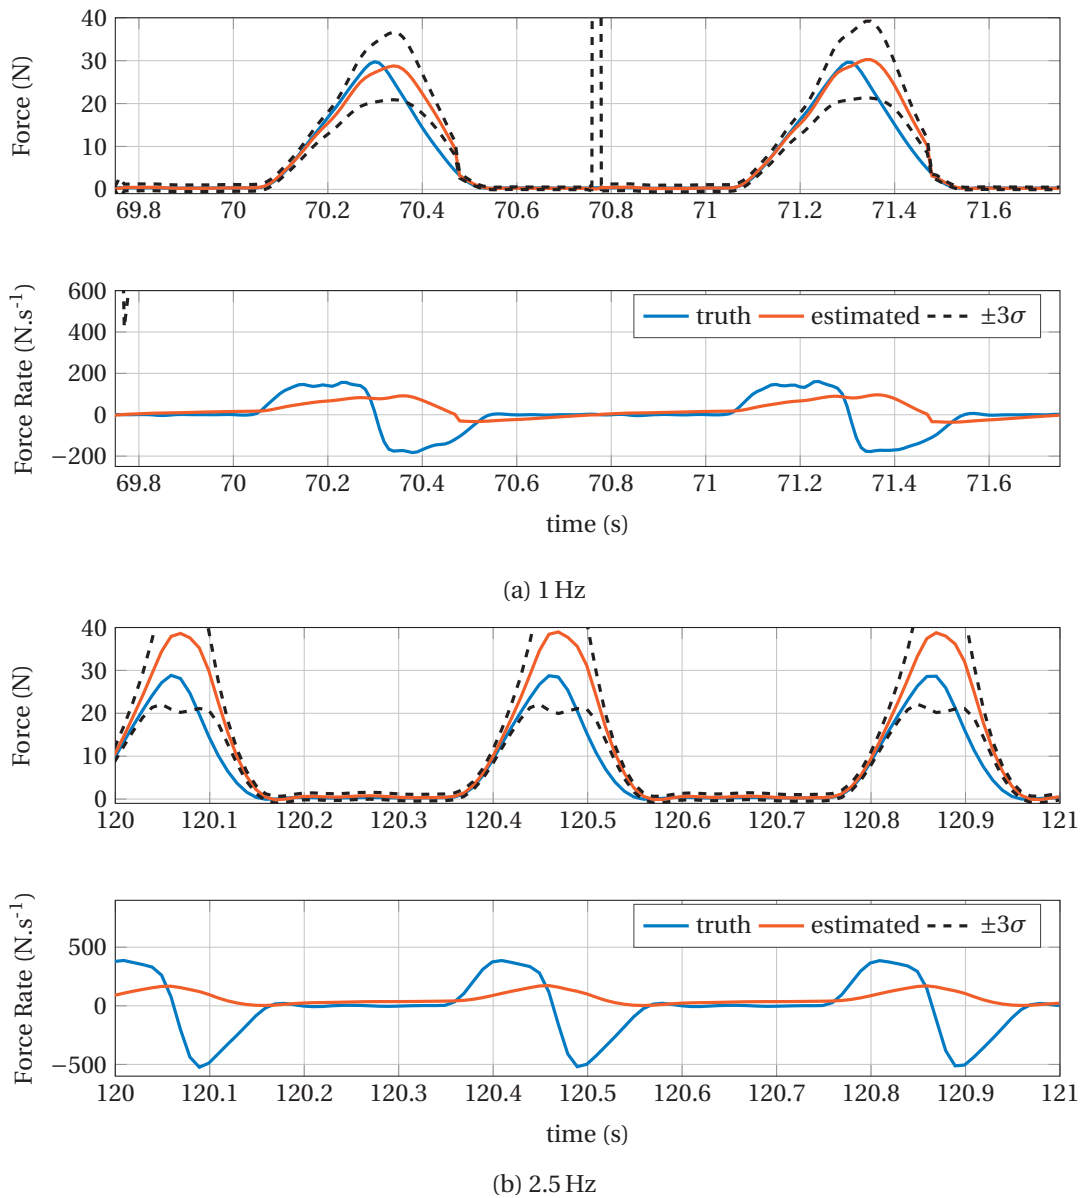 40
30
20
10
0
Force (N)
69.8 70 70.2 70.4 70.6 70.8 71 71.2 71.4 71.6
600
400
200
0
−200
Force Rate (N.s-1)
truth estimated ±3σ
69.8 70 70.2 70.4 70.6 70.8 71 71.2 71.4 71.6
time (s)
(a) 1 Hz
40
30
20
10
0
Force (N)
120 120.1 120.2 120.3 120.4 120.5 120.6 120.7 120.8 120.9 121
500
0
−500
Force Rate (N.s-1)
truth estimated ±3σ
120 120.1 120.2 120.3 120.4 120.5 120.6 120.7 120.8 120.9 121
time (s)
(b) 2.5 Hz